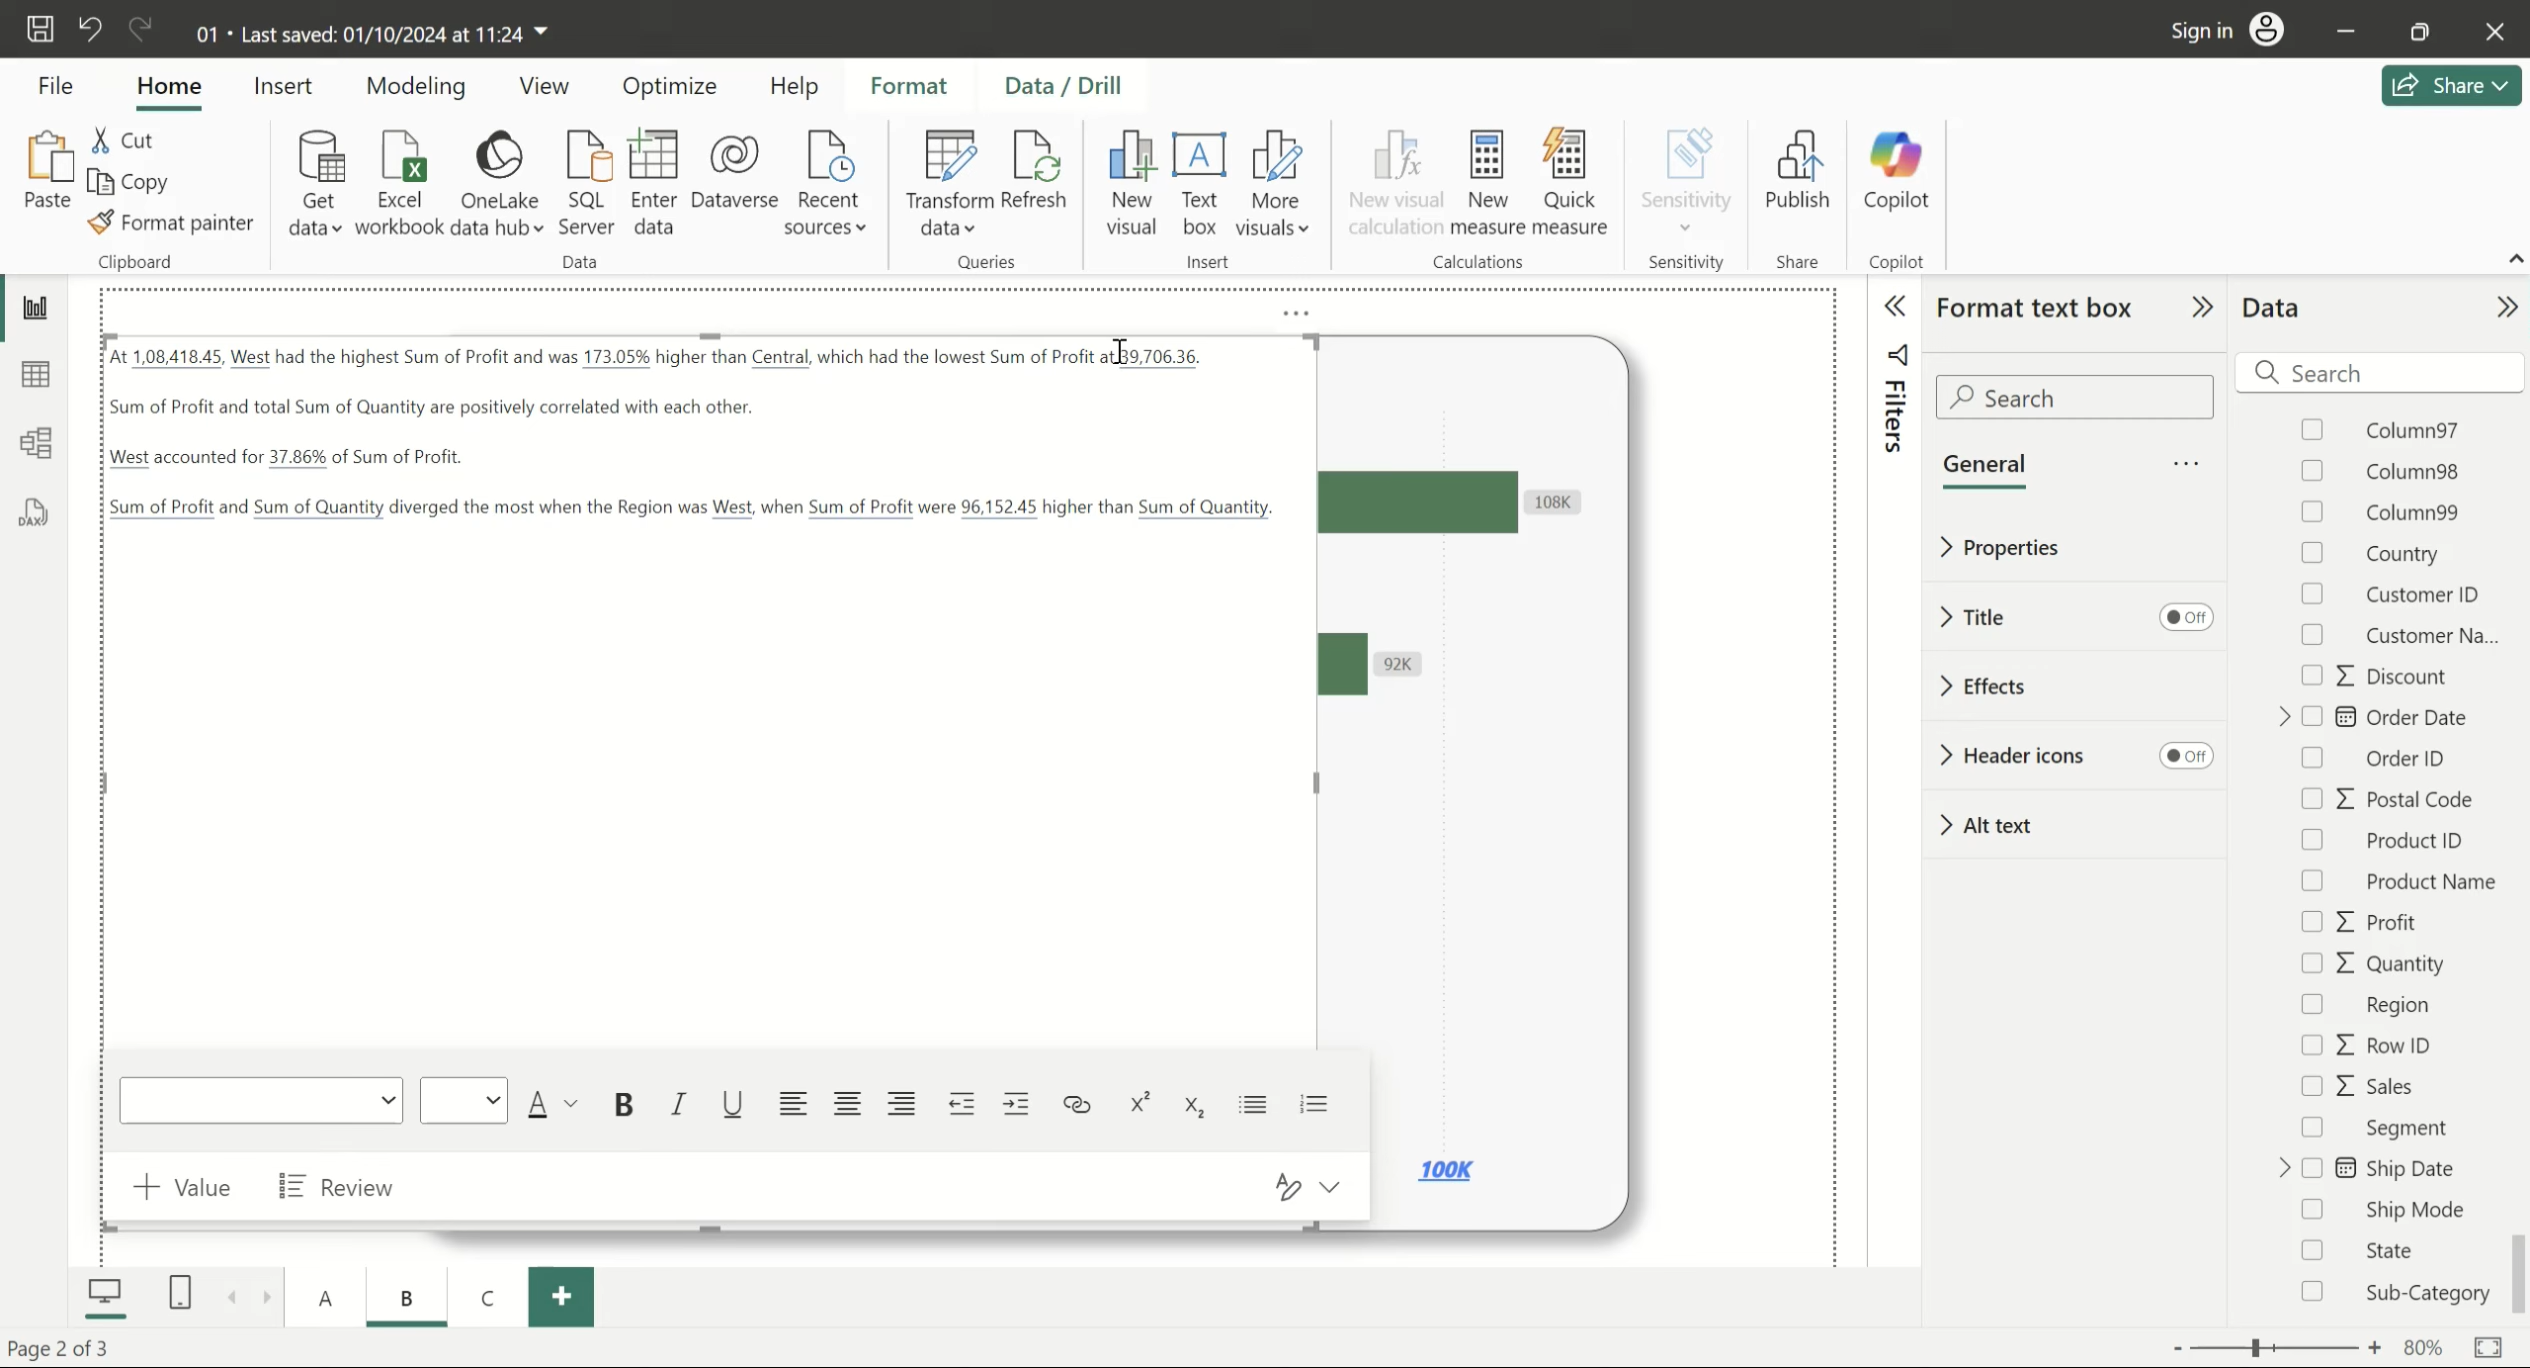 01 • Last saved: 01/10/2024 at 11:24
Sign in
File Home Insert Modeling View Optimize Help Format Data / Drill
Share
Paste
Cut
Copy
Format painter
Clipboard
Get data
Excel workbook
OneLake data hub
SQL Server
Enter data
Dataverse
Recent sources
Data
Transform data
Refresh
Queries
New visual
Text box
More visuals
Insert
New visual calculation
New measure
Quick measure
Calculations
Sensitivity
Sensitivity
Publish
Share
Copilot
Copilot
At 1,08,418.45, West had the highest Sum of Profit and was 173.05% higher than Central, which had the lowest Sum of Profit at 39,706.36.
Sum of Profit and total Sum of Quantity are positively correlated with each other.
West accounted for 37.86% of Sum of Profit.
Sum of Profit and Sum of Quantity diverged the most when the Region was West, when Sum of Profit were 96,152.45 higher than Sum of Quantity.
108K
92K
100K
+ Value
Review
A
B
C
+
Page 2 of 3
- + 80%
Filters
Format text box
Search
General
Properties
Title Off
Effects
Header icons Off
Alt text
Data
Search
Column97
Column98
Column99
Country
Customer ID
Customer Na...
Σ Discount
Order Date
Order ID
Σ Postal Code
Product ID
Product Name
Σ Profit
Σ Quantity
Region
Σ Row ID
Σ Sales
Segment
Ship Date
Ship Mode
State
Sub-Category